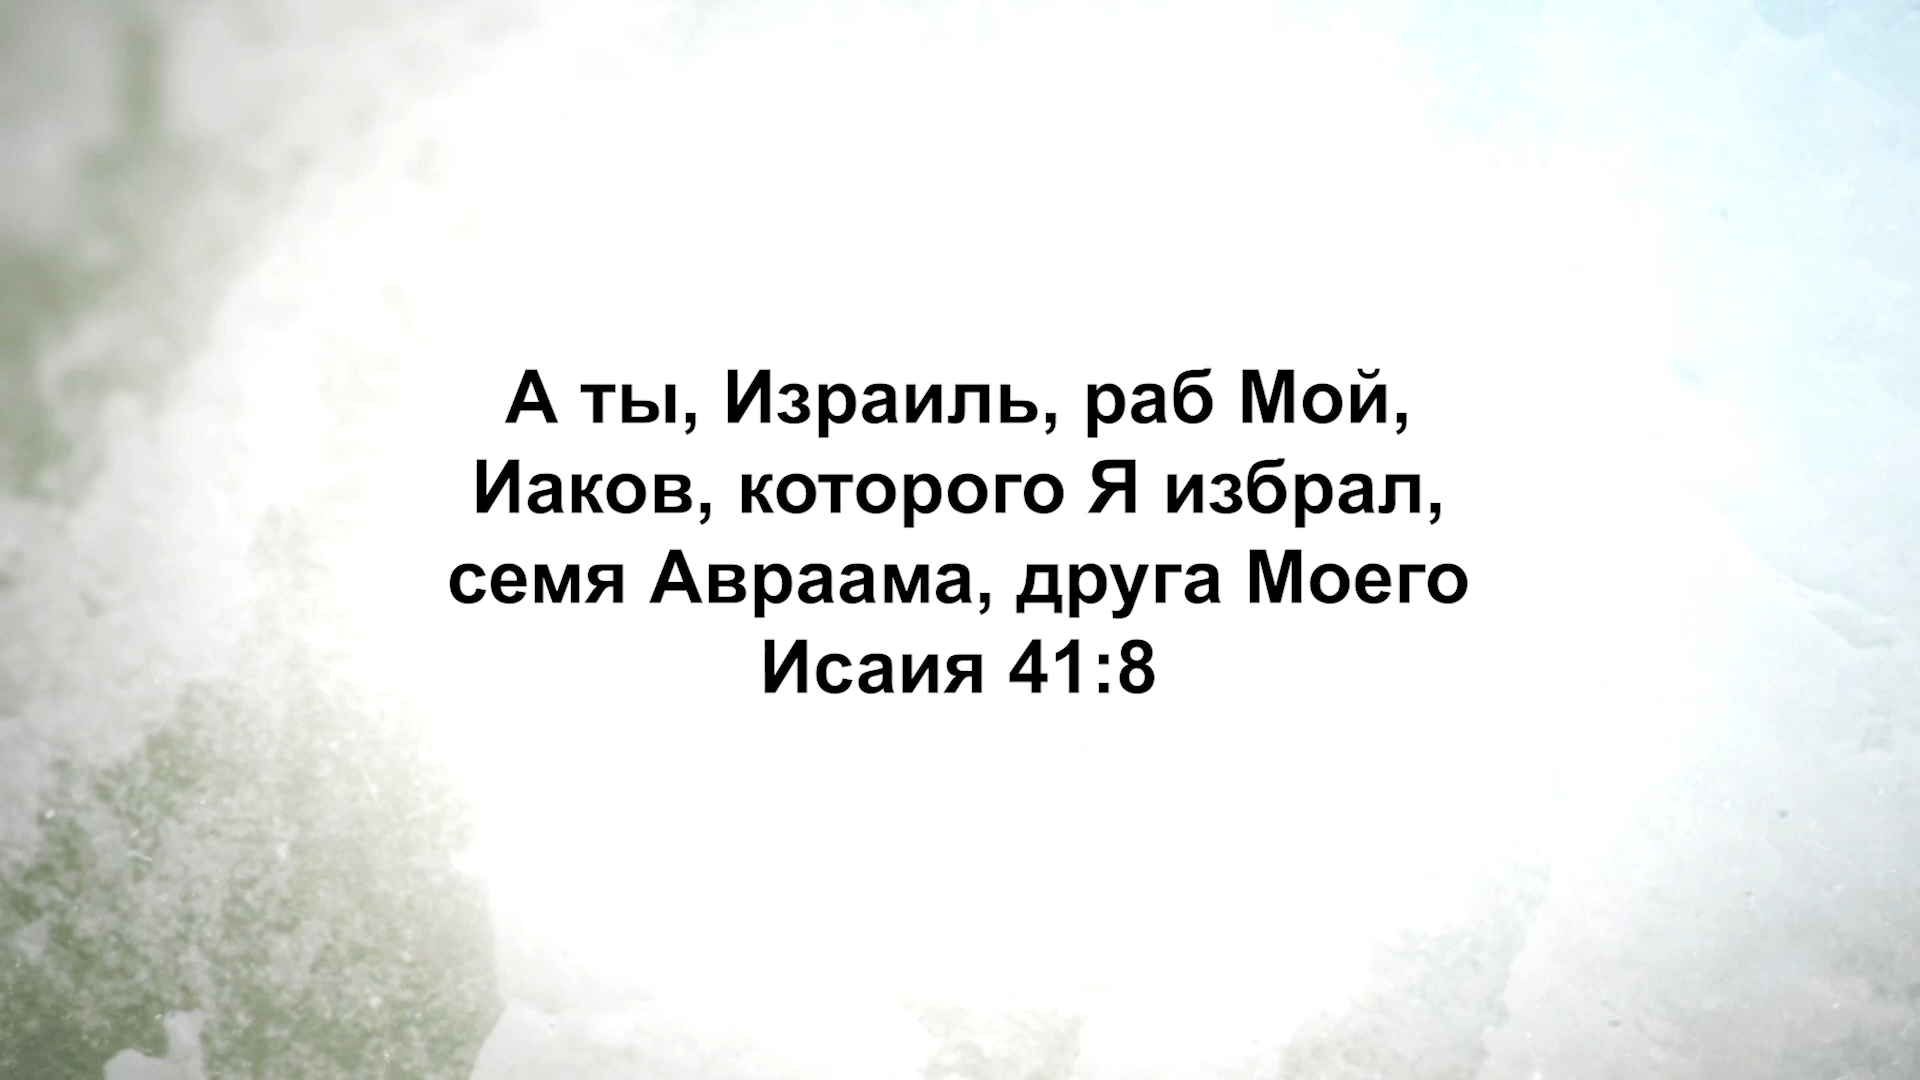 А ты, Израиль, раб Мой,
Иаков, которого Я избрал,
семя Авраама, друга Моего
Исаия 41:8